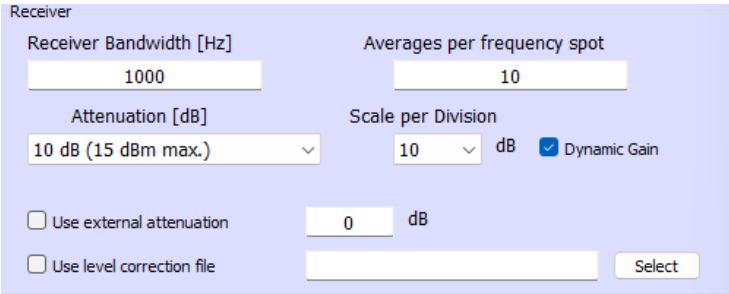 Receiver
Receiver Bandwidth [Hz] Averages per frequency spot
1000 10
Attenuation [dB] Scale per Division
10 dB (15 dBm max.) 10 dB Dynamic Gain
Use external attenuation 0 dB
Use level correction file Select